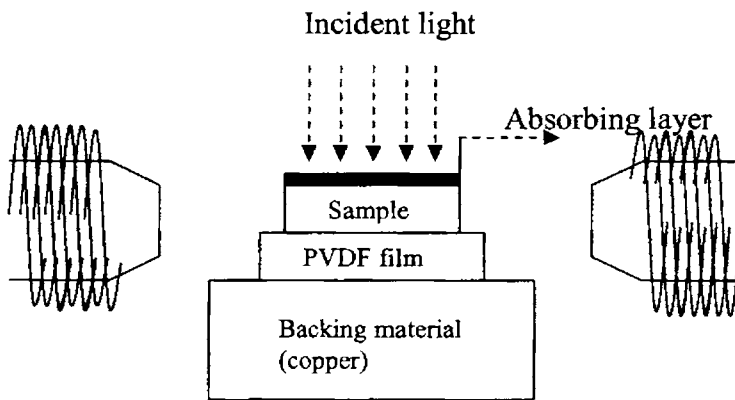 Incident light
Absorbing layer
Sample
PVDF film
Backing material
(copper)